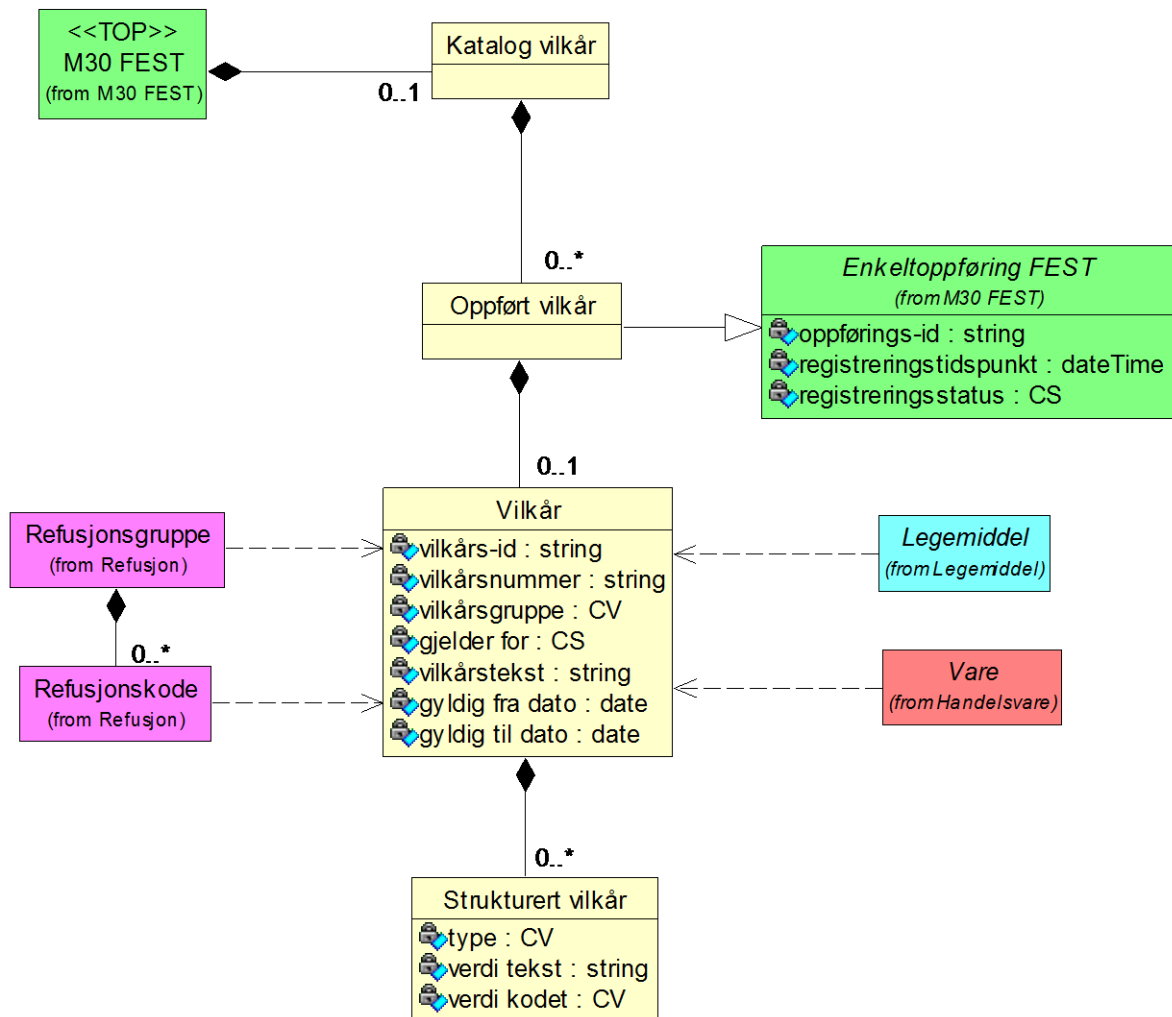 <<TOP>>
M30 FEST
(from M30 FEST)
Katalog vilkår
0..1
0..*
Oppført vilkår
Enkeltoppføring FEST
(from M30 FEST)
oppførings-id : string
registreringstidspunkt : dateTime
registreringsstatus : CS
0..1
Vilkår
vilkårs-id : string
vilkårsnummer : string
vilkårsgruppe : CV
gjelder for : CS
vilkårstekst : string
gyldig fra dato : date
gyldig til dato : date
Refusjonsgruppe
(from Refusjon)
0..*
Refusjonskode
(from Refusjon)
Legemiddel
(from Legemiddel)
Vare
(from Handelsvare)
0..*
Strukturert vilkår
type : CV
verdi tekst : string
verdi kodet : CV